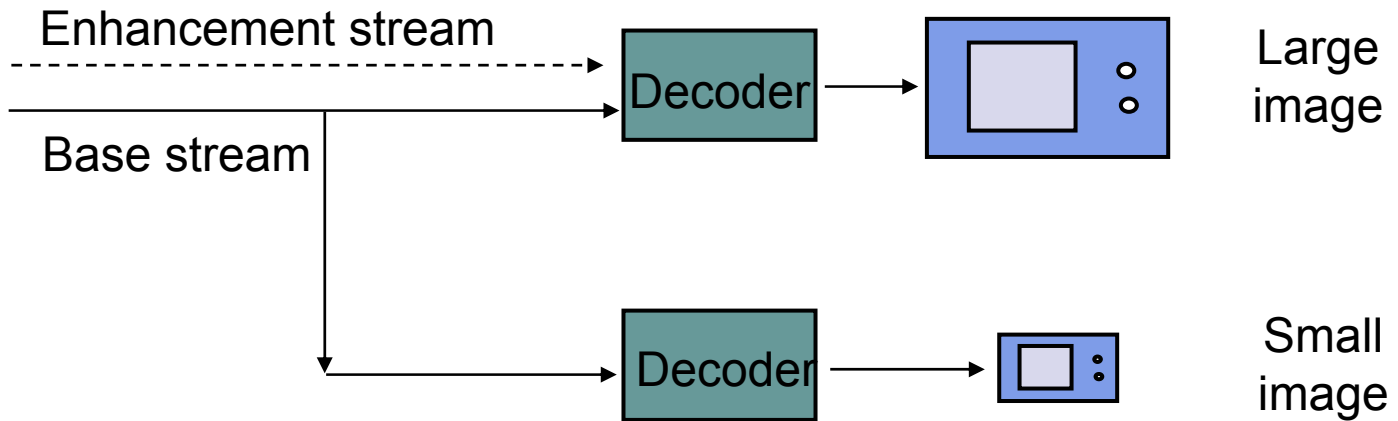 Enhancement stream
Decoder
Large
image
Base stream
Decoder
Small
image